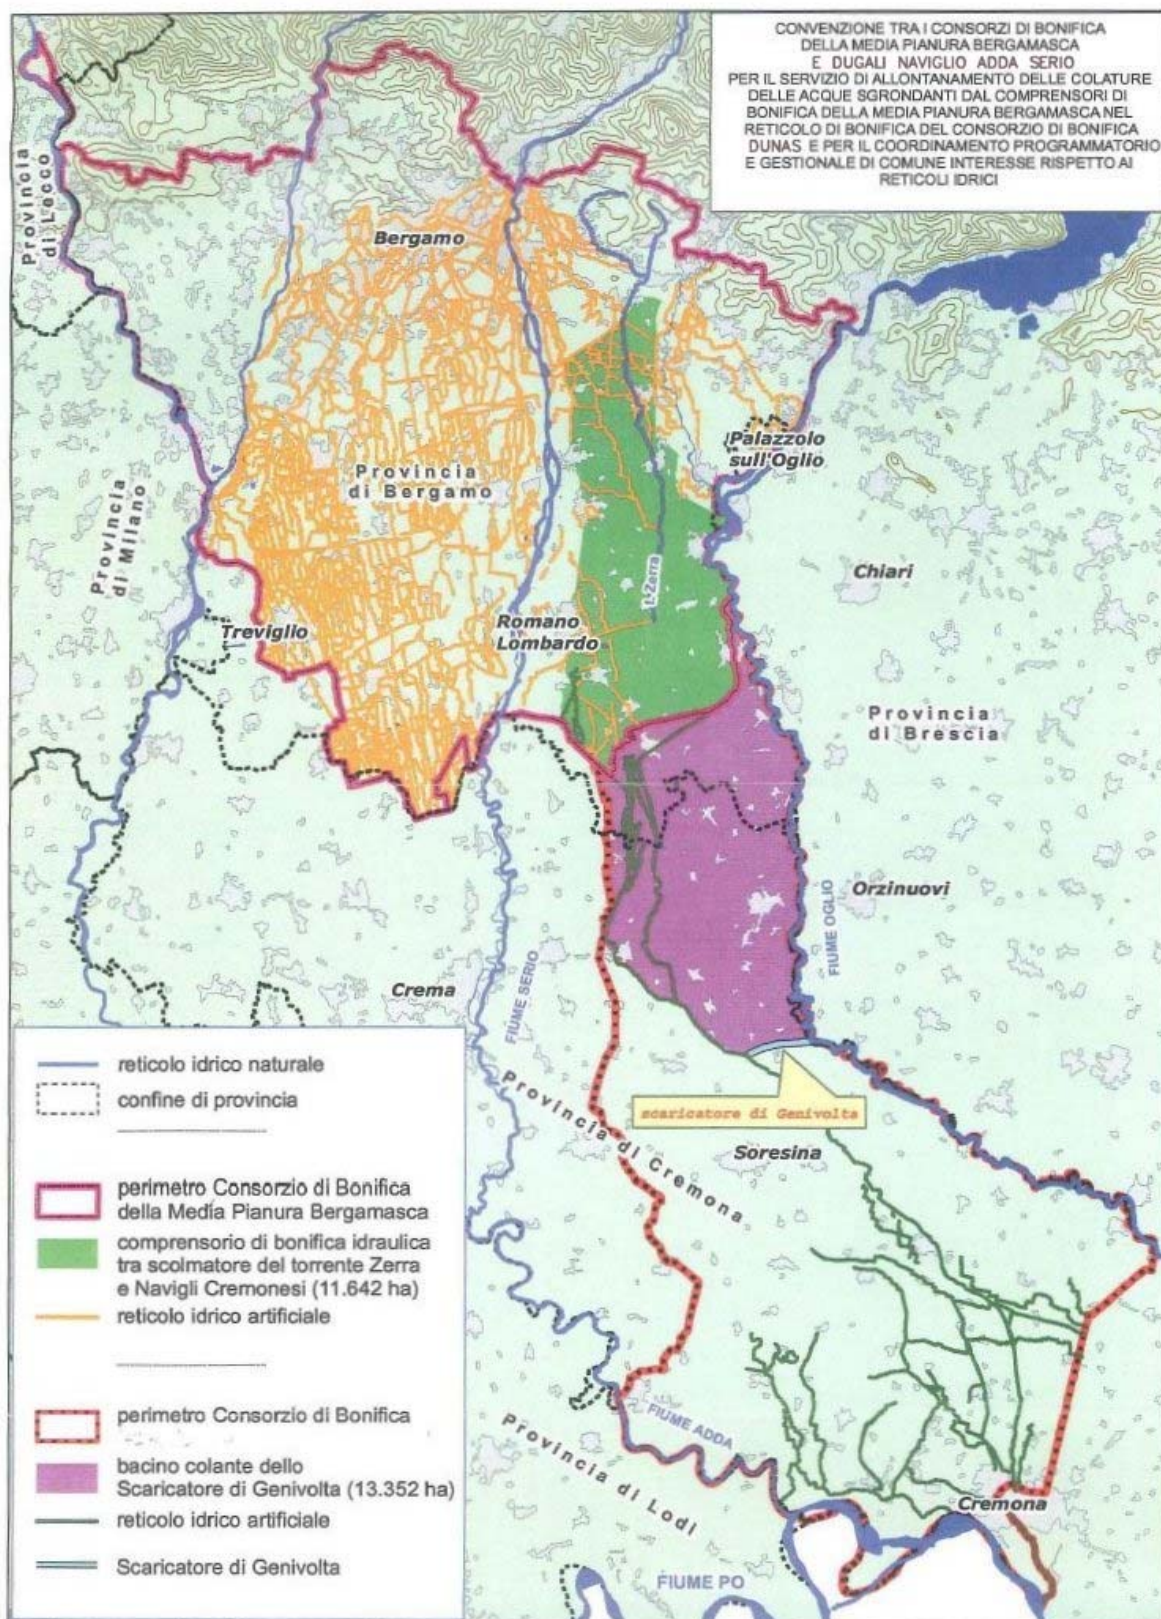 CONVENZIONE TRA I CONSORZI DI BONIFICA
DELLA MEDIA PIANURA BERGAMASCA
E DUGALI NAVIGLIO ADDA SERIO
PER IL SERVIZIO DI ALLONTANAMENTO DELLE COLATURE
DELLE ACQUE SGRONDANTI DAL COMPRENSORI DI
BONIFICA DELLA MEDIA PIANURA BERGAMASCA NEL
RETICOLO DI BONIFICA DEL CONSORZIO DI BONIFICA
DUNAS E PER IL COORDINAMENTO PROGRAMMATORIO
E GESTIONALE DI COMUNE INTERESSE RISPETTO AI
RETICOLI IDRICI
Provincia
di Lecco
Bergamo
Palazzolo
sull'Oglio
Provincia
di Bergamo
Provincia
di Milano
Chiari
t. Zerra
Treviglio
Romano
Lombardo
Provincia
di Brescia
Orzinuovi
FIUME OGLIO
Crema
FIUME SERIO
scaricatore di Genivolta
Provincia di Cremona
Soresina
FIUME ADDA
Provincia di Lodi
Cremona
FIUME PO
reticolo idrico naturale
confine di provincia
perimetro Consorzio di Bonifica
della Media Pianura Bergamasca
comprensorio di bonifica idraulica
tra scolmatore del torrente Zerra
e Navigli Cremonesi (11.642 ha)
reticolo idrico artificiale
perimetro Consorzio di Bonifica
bacino colante dello
Scaricatore di Genivolta (13.352 ha)
reticolo idrico artificiale
Scaricatore di Genivolta